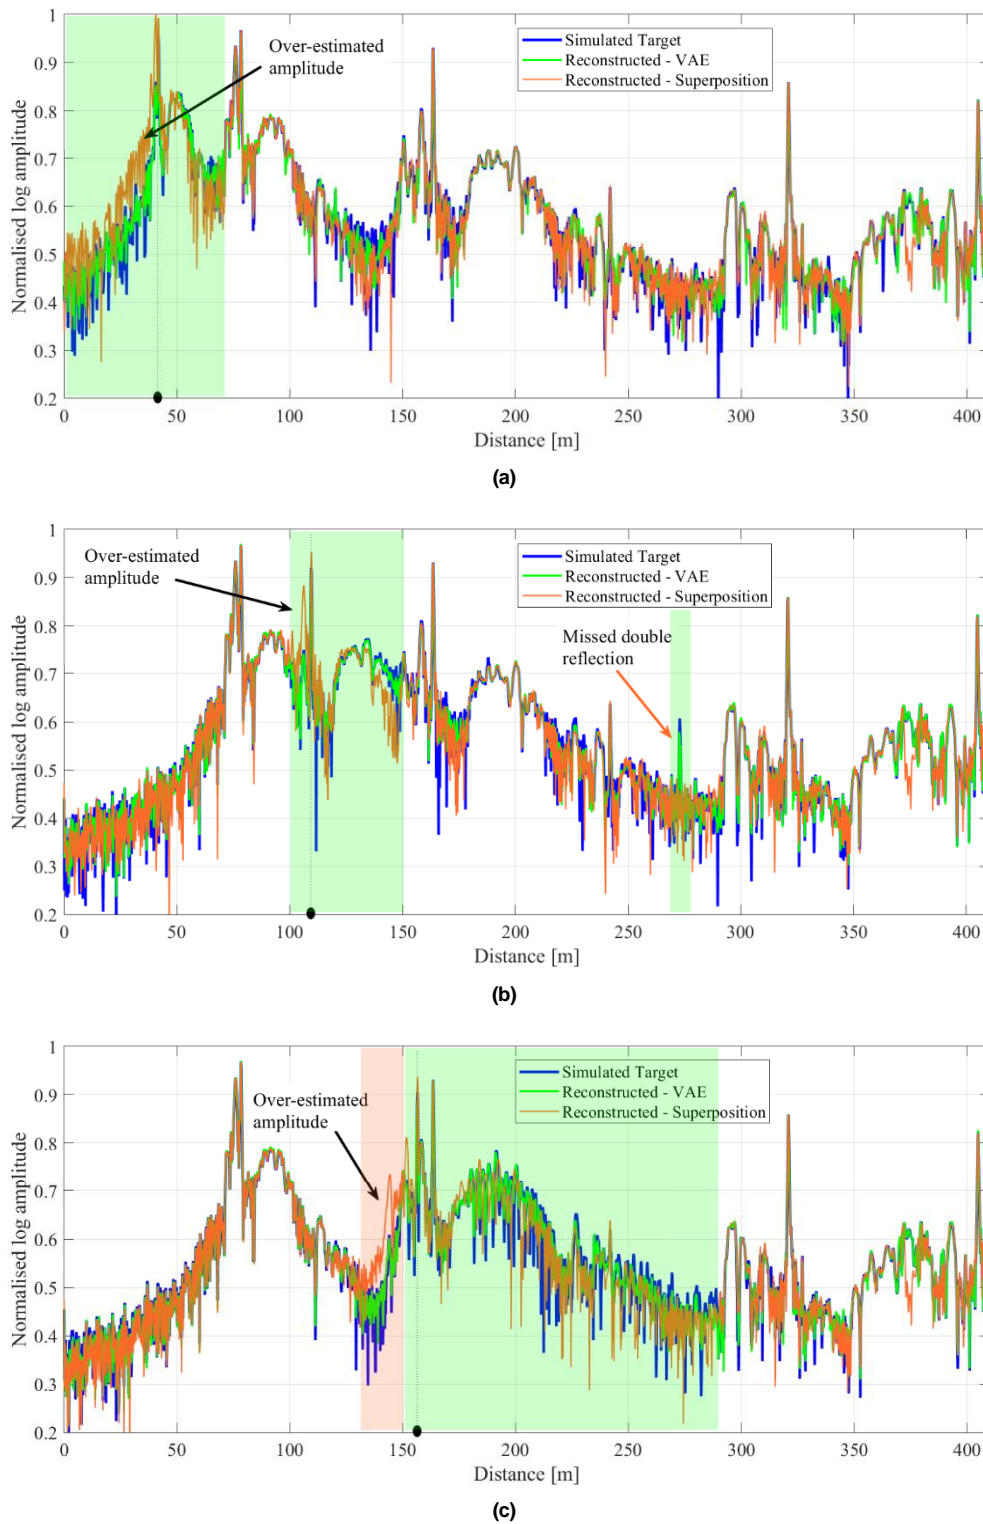 1
0.9
0.8
0.7
0.6
0.5
0.4
0.3
0.2
Normalised log amplitude
Over-estimated
amplitude
Simulated Target
Reconstructed - VAE
Reconstructed - Superposition
0 50 100 150 200 250 300 350 400
Distance [m]
(a)
1
0.9
0.8
0.7
0.6
0.5
0.4
0.3
0.2
Normalised log amplitude
Over-estimated
amplitude
Simulated Target
Reconstructed - VAE
Reconstructed - Superposition
Missed double
reflection
0 50 100 150 200 250 300 350 400
Distance [m]
(b)
1
0.9
0.8
0.7
0.6
0.5
0.4
0.3
0.2
Normalised log amplitude
Over-estimated
amplitude
Simulated Target
Reconstructed - VAE
Reconstructed - Superposition
0 50 100 150 200 250 300 350 400
Distance [m]
(c)